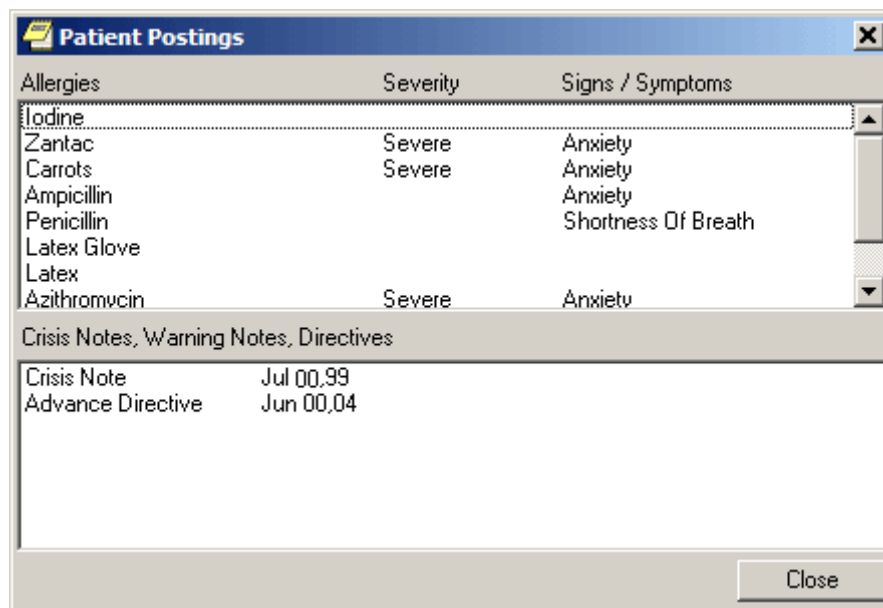 Patient Postings
Allergies Severity Signs / Symptoms
Iodine
Zantac Severe Anxiety
Carrots Severe Anxiety
Ampicillin Anxiety
Penicillin Shortness Of Breath
Latex Glove
Latex
Azithromycin Severe Anxiety
Crisis Notes, Warning Notes, Directives
Crisis Note Jul 00,99
Advance Directive Jun 00,04
Close